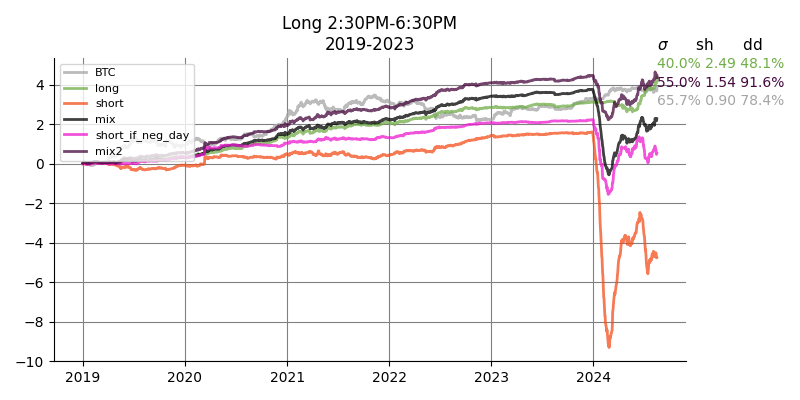 Long 2:30PM-6:30PM
2019-2023
σ sh dd
40.0% 2.49 48.1%
55.0% 1.54 91.6%
65.7% 0.90 78.4%
BTC
long
short
mix
short_if_neg_day
mix2
4
2
0
−2
−4
−6
−8
−10
2019 2020 2021 2022 2023 2024